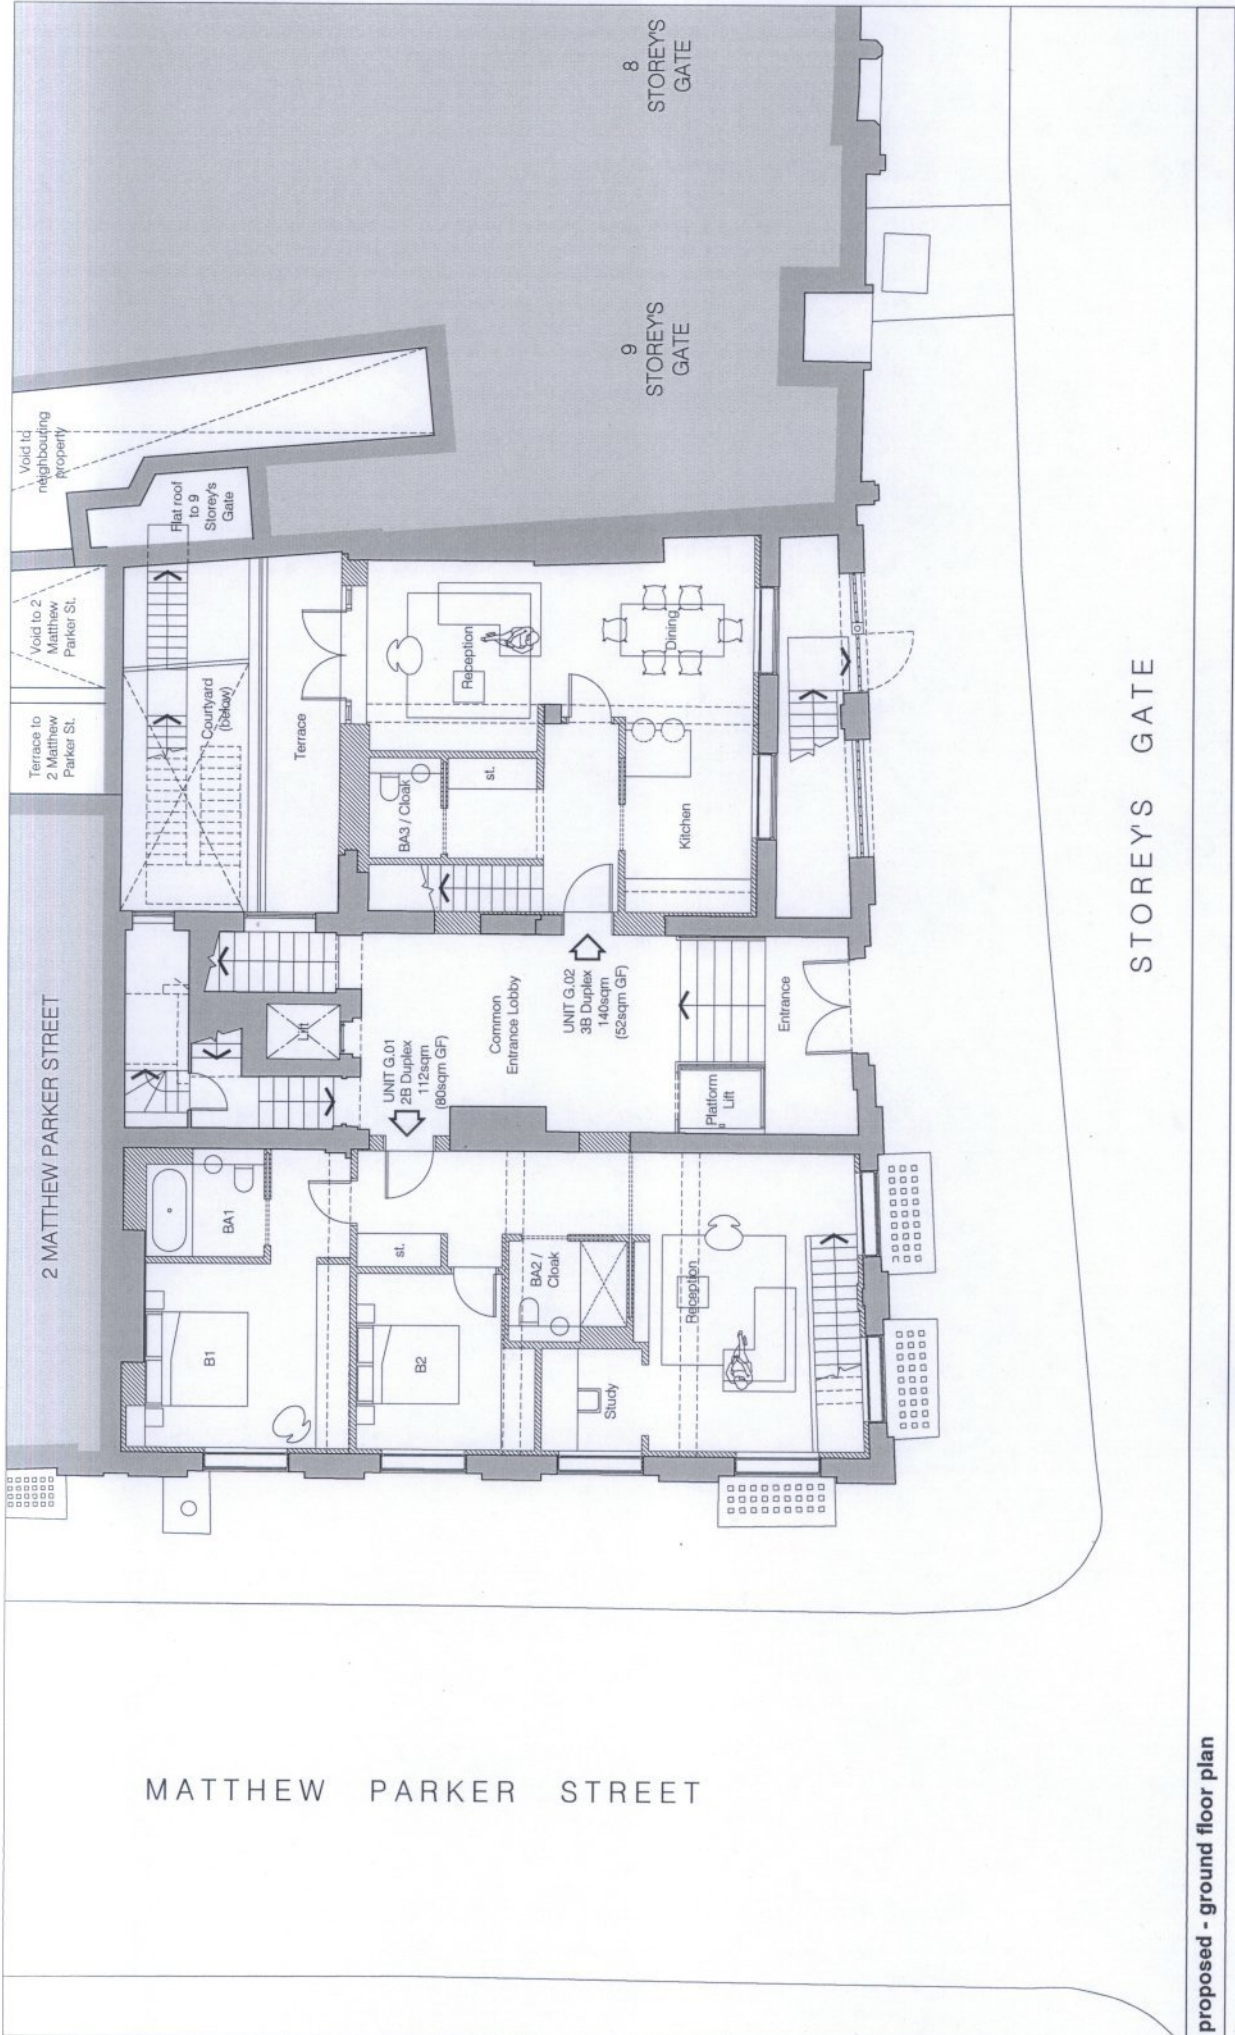 2 MATTHEW PARKER STREET
Terrace to
2 Matthew
Parker St.
Void to 2
Matthew
Parker St.
Void to
neighbouring
property
Flat roof
to 9
Storey's
Gate
Courtyard
(below)
Terrace
8
STOREY'S
GATE
9
STOREY'S
GATE
BA1
B1
st.
B2
BA2 /
Cloak
Study
Reception
Lift
UNIT G.01
2B Duplex
112sqm
(80sqm GF)
Common
Entrance Lobby
UNIT G.02
3B Duplex
140sqm
(52sqm GF)
Platform
Lift
Entrance
BA3 / Cloak
st.
Reception
Kitchen
Dining
MATTHEW PARKER STREET
STOREY'S GATE
proposed - ground floor plan